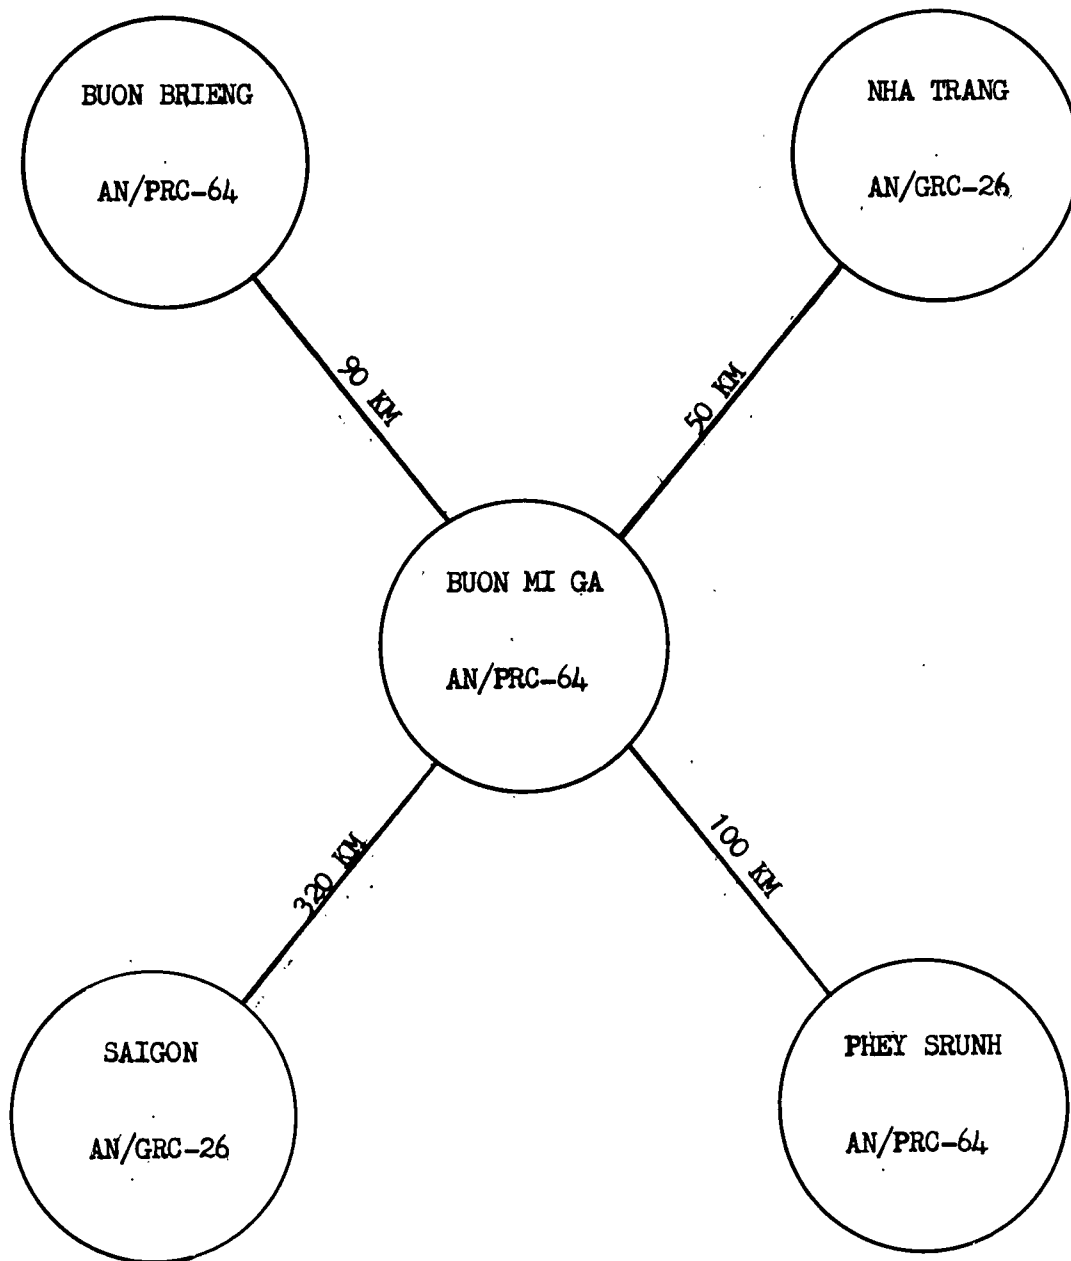 BUON BRIENG
AN/PRC-64
NHA TRANG
AN/GRC-26
90 KM
50 KM
BUON MI GA
AN/PRC-64
320 KM
100 KM
SAIGON
AN/GRC-26
PHEY SRUNH
AN/PRC-64